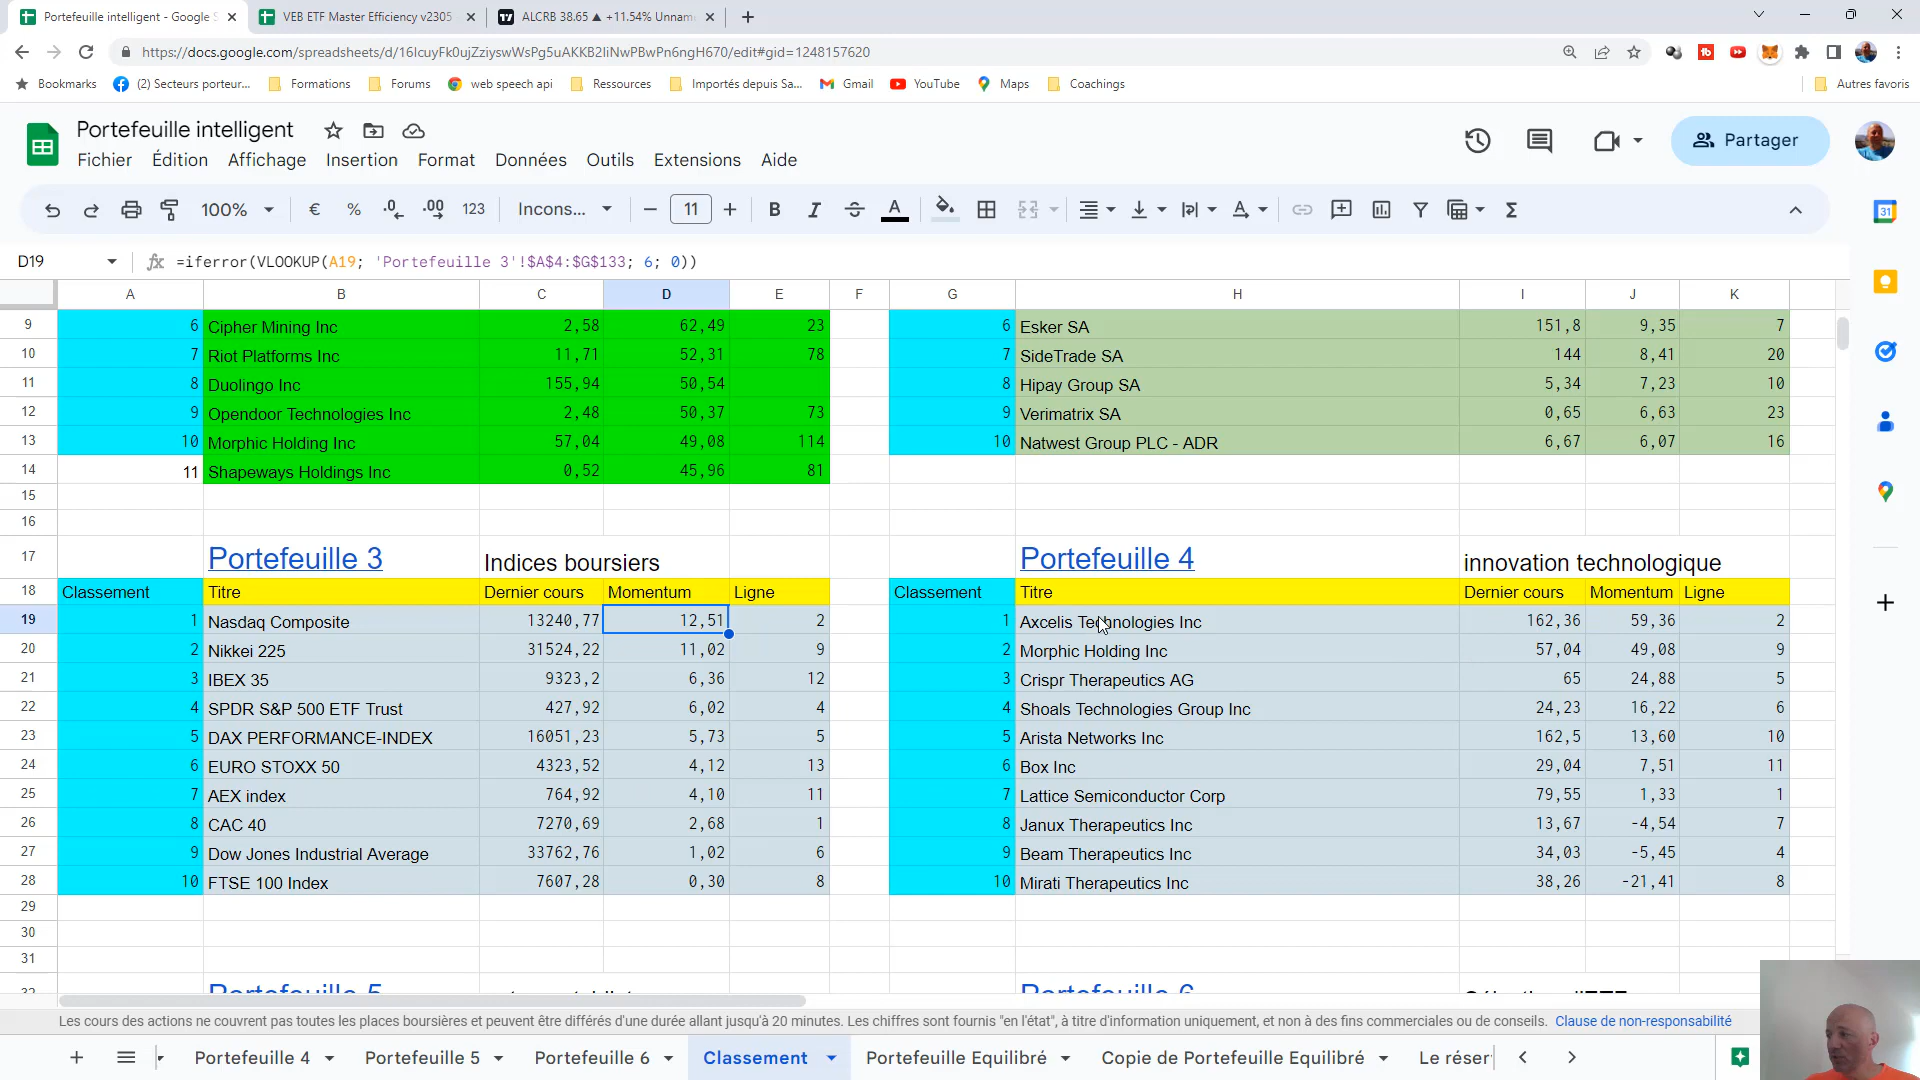 Portefeuille intelligent - Google S
VEB ETF Master Efficiency v2305
ALCRB 38.65 ▲ +11.54% Unnam
https://docs.google.com/spreadsheets/d/16IcuyFk0ujZziyswWsPg5uAKKB2IiNwPBwPn6ngH670/edit#gid=1248157620
Bookmarks (2) Secteurs porteur... Formations Forums web speech api Ressources Importés depuis Sa... Gmail YouTube Maps Coachings Autres favoris
Portefeuille intelligent
Partager
Fichier Édition Affichage Insertion Format Données Outils Extensions Aide
100% € % .0 .00 123 Incons... 11 B I A Σ
31
D19 fx =iferror(VLOOKUP(A19; 'Portefeuille 3'!$A$4:$G$133; 6; 0))
A B C D E F G H I J K
9 6 Cipher Mining Inc 2,58 62,49 23 6 Esker SA 151,8 9,35 7
10 7 Riot Platforms Inc 11,71 52,31 78 7 SideTrade SA 144 8,41 20
11 8 Duolingo Inc 155,94 50,54 8 Hipay Group SA 5,34 7,23 10
12 9 Opendoor Technologies Inc 2,48 50,37 73 9 Verimatrix SA 0,65 6,63 23
13 10 Morphic Holding Inc 57,04 49,08 114 10 Natwest Group PLC - ADR 6,67 6,07 16
14 11 Shapeways Holdings Inc 0,52 45,96 81
15
16
17 Portefeuille 3 Indices boursiers Portefeuille 4 innovation technologique
18 Classement Titre Dernier cours Momentum Ligne Classement Titre Dernier cours Momentum Ligne
19 1 Nasdaq Composite 13240,77 12,51 2 1 Axcelis Technologies Inc 162,36 59,36 2
20 2 Nikkei 225 31524,22 11,02 9 2 Morphic Holding Inc 57,04 49,08 9
21 3 IBEX 35 9323,2 6,36 12 3 Crispr Therapeutics AG 65 24,88 5
22 4 SPDR S&P 500 ETF Trust 427,92 6,02 4 4 Shoals Technologies Group Inc 24,23 16,22 6
23 5 DAX PERFORMANCE-INDEX 16051,23 5,73 5 5 Arista Networks Inc 162,5 13,60 10
24 6 EURO STOXX 50 4323,52 4,12 13 6 Box Inc 29,04 7,51 11
25 7 AEX index 764,92 4,10 11 7 Lattice Semiconductor Corp 79,55 1,33 1
26 8 CAC 40 7270,69 2,68 1 8 Janux Therapeutics Inc 13,67 -4,54 7
27 9 Dow Jones Industrial Average 33762,76 1,02 6 9 Beam Therapeutics Inc 34,03 -5,45 4
28 10 FTSE 100 Index 7607,28 0,30 8 10 Mirati Therapeutics Inc 38,26 -21,41 8
29
30
31
32 Portefeuille 5 Portefeuille 6
Les cours des actions ne couvrent pas toutes les places boursières et peuvent être différés d'une durée allant jusqu'à 20 minutes. Les chiffres sont fournis "en l'état", à titre d'information uniquement, et non à des fins commerciales ou de conseils. Clause de non-responsabilité
Portefeuille 4 Portefeuille 5 Portefeuille 6 Classement Portefeuille Equilibré Copie de Portefeuille Equilibré Le réser